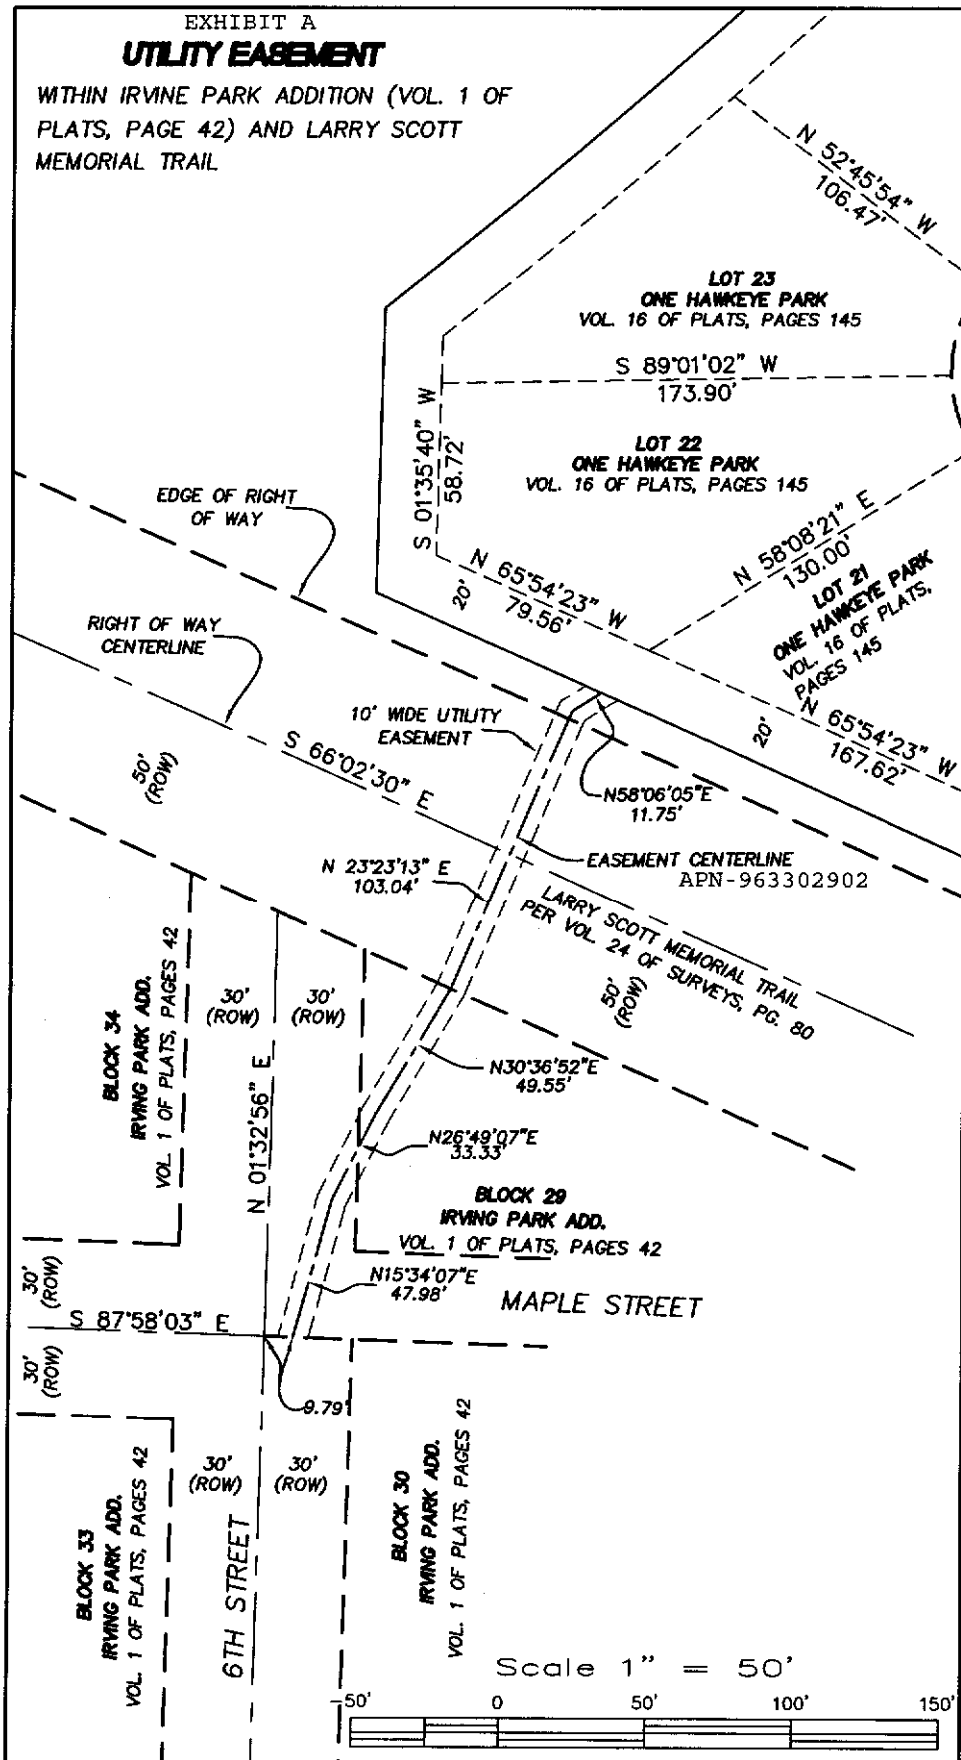 EXHIBIT A
UTILITY EASEMENT
WITHIN IRVINE PARK ADDITION (VOL. 1 OF
PLATS, PAGE 42) AND LARRY SCOTT
MEMORIAL TRAIL
N 52°45'54" W
106.47'
LOT 23
ONE HAWKEYE PARK
VOL. 16 OF PLATS, PAGES 145
S 89°01'02" W
173.90'
S 01°35'40" W
58.72'
LOT 22
ONE HAWKEYE PARK
VOL. 16 OF PLATS, PAGES 145
EDGE OF RIGHT
OF WAY
N 58°08'21" E
130.00'
N 65°54'23" W
79.56'
20'
LOT 21
ONE HAWKEYE PARK
VOL. 16 OF PLATS,
PAGES 145
RIGHT OF WAY
CENTERLINE
10' WIDE UTILITY
EASEMENT
N 65°54'23" W
167.62'
20'
S 66°02'30" E
50'
(ROW)
N58°06'05"E
11.75'
EASEMENT CENTERLINE
APN-963302902
N 23°23'13" E
103.04'
LARRY SCOTT MEMORIAL TRAIL
PER VOL. 24 OF SURVEYS, PG. 80
50'
(ROW)
BLOCK 34
IRVING PARK ADD.
VOL. 1 OF PLATS, PAGES 42
30'
(ROW)
30'
(ROW)
N 01°32'56" E
N30°36'52"E
49.55'
N26°49'07"E
33.33'
BLOCK 29
IRVING PARK ADD.
VOL. 1 OF PLATS, PAGES 42
N15°34'07"E
47.98'
MAPLE STREET
30'
(ROW)
S 87°58'03" E
30'
(ROW)
9.79'
30'
(ROW)
30'
(ROW)
BLOCK 33
IRVING PARK ADD.
VOL. 1 OF PLATS, PAGES 42
6TH STREET
BLOCK 30
IRVING PARK ADD.
VOL. 1 OF PLATS, PAGES 42
Scale 1" = 50'
-50' 0 50' 100' 150'